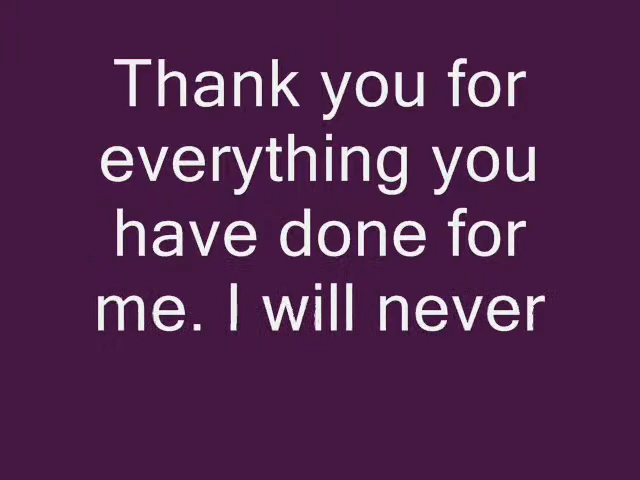 Thank you for
everything you
have done for
me. I will never